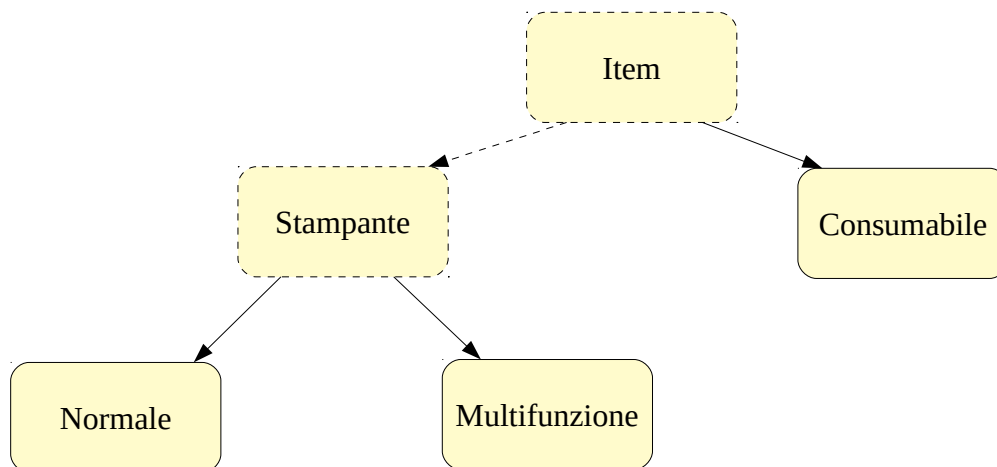 Item
Stampante
Consumabile
Normale
Multifunzione